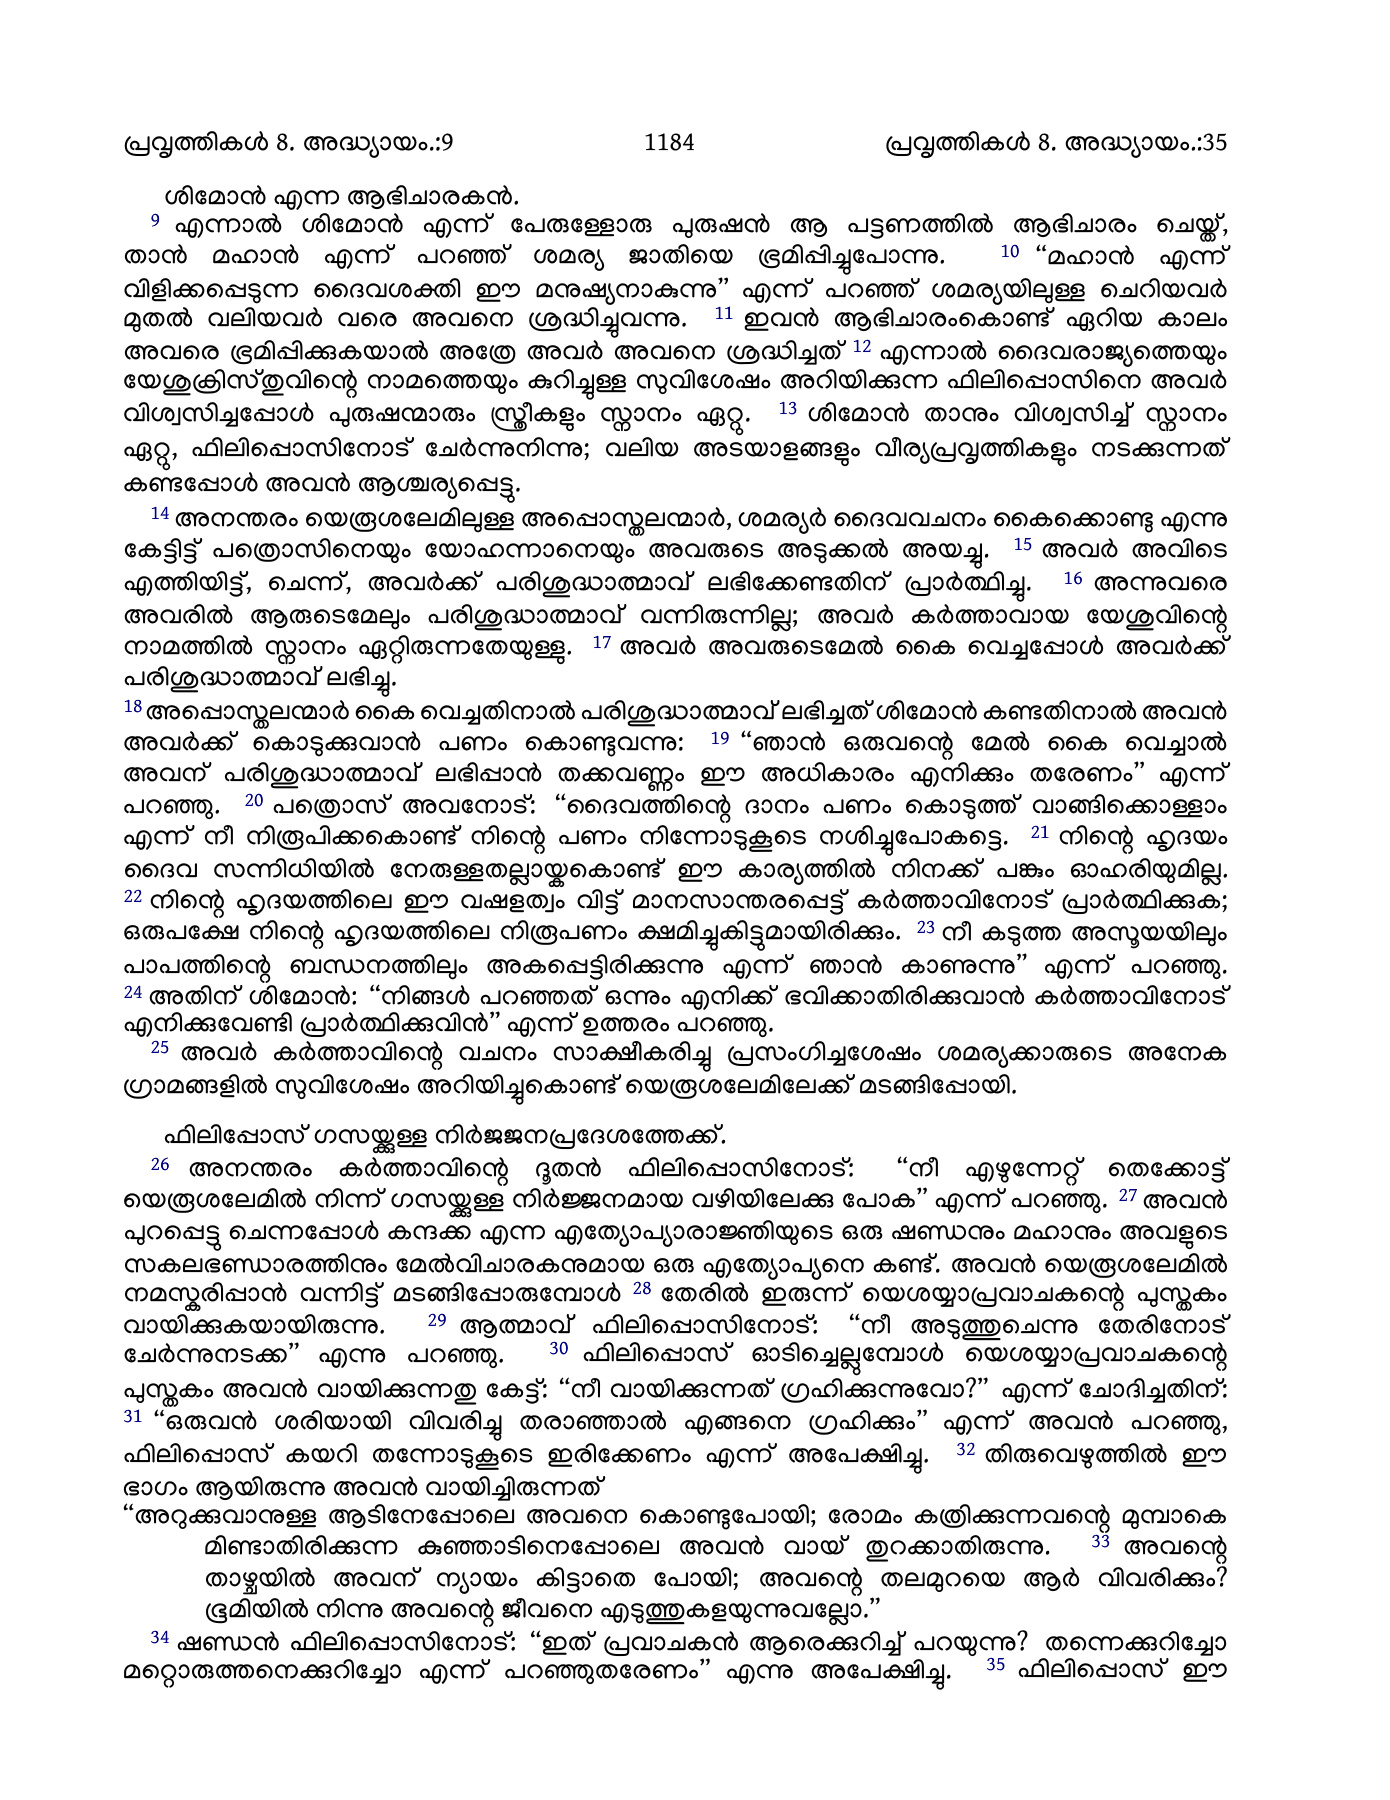 പ്രവൃത്തികൾ 8. അദ്ധ്യായം.:9 1184 പ്രവൃത്തികൾ 8. അദ്ധ്യായം.:35
ശിമോൻ എന്ന ആഭിചാരകൻ.
9 എന്നാൽ ശിമോൻ എന്ന് പേരുള്ളോരു പുരുഷൻ ആ പട്ടണത്തിൽ ആഭിചാരം ചെയ്ത്,
താൻ മഹാൻ എന്ന് പറഞ്ഞ് ശമര്യ ജാതിയെ ഭ്രമിപ്പിച്ചുപോന്നു. 10 “മഹാൻ എന്ന്
വിളിക്കപ്പെടുന്ന ദൈവശക്തി ഈ മനുഷ്യനാകുന്നു” എന്ന് പറഞ്ഞ് ശമര്യയിലുള്ള ചെറിയവർ
മുതൽ വലിയവർ വരെ അവനെ ശ്രദ്ധിച്ചുവന്നു. 11 ഇവൻ ആഭിചാരംകൊണ്ട് ഏറിയ കാലം
അവരെ ഭ്രമിപ്പിക്കുകയാൽ അത്രേ അവർ അവനെ ശ്രദ്ധിച്ചത് 12 എന്നാൽ ദൈവരാജ്യത്തെയും
യേശുക്രിസ്തുവിന്റെ നാമത്തെയും കുറിച്ചുള്ള സുവിശേഷം അറിയിക്കുന്ന ഫിലിപ്പൊസിനെ അവർ
വിശ്വസിച്ചപ്പോൾ പുരുഷന്മാരും സ്ത്രീകളും സ്നാനം ഏറ്റു. 13 ശിമോൻ താനും വിശ്വസിച്ച് സ്നാനം
ഏറ്റു, ഫിലിപ്പൊസിനോട് ചേർന്നുനിന്നു; വലിയ അടയാളങ്ങളും വീര്യപ്രവൃത്തികളും നടക്കുന്നത്
കണ്ടപ്പോൾ അവൻ ആശ്ചര്യപ്പെട്ടു.
14 അനന്തരം യെരൂശലേമിലുള്ള അപ്പൊസ്തലന്മാർ, ശമര്യർ ദൈവവചനം കൈക്കൊണ്ടു എന്നു
കേട്ടിട്ട് പത്രൊസിനെയും യോഹന്നാനെയും അവരുടെ അടുക്കൽ അയച്ചു. 15 അവർ അവിടെ
എത്തിയിട്ട്, ചെന്ന്, അവർക്ക് പരിശുദ്ധാത്മാവ് ലഭിക്കേണ്ടതിന് പ്രാർത്ഥിച്ചു. 16 അന്നുവരെ
അവരിൽ ആരുടെമേലും പരിശുദ്ധാത്മാവ് വന്നിരുന്നില്ല; അവർ കർത്താവായ യേശുവിന്റെ
നാമത്തിൽ സ്നാനം ഏറ്റിരുന്നതേയുള്ളു. 17 അവർ അവരുടെമേൽ കൈ വെച്ചപ്പോൾ അവർക്ക്
പരിശുദ്ധാത്മാവ് ലഭിച്ചു.
18 അപ്പൊസ്തലന്മാർ കൈ വെച്ചതിനാൽ പരിശുദ്ധാത്മാവ് ലഭിച്ചത് ശിമോൻ കണ്ടതിനാൽ അവൻ
അവർക്ക് കൊടുക്കുവാൻ പണം കൊണ്ടുവന്നു: 19 “ഞാൻ ഒരുവന്റെ മേൽ കൈ വെച്ചാൽ
അവന് പരിശുദ്ധാത്മാവ് ലഭിപ്പാൻ തക്കവണ്ണം ഈ അധികാരം എനിക്കും തരേണം” എന്ന്
പറഞ്ഞു. 20 പത്രൊസ് അവനോട്: “ദൈവത്തിന്റെ ദാനം പണം കൊടുത്ത് വാങ്ങിക്കൊള്ളാം
എന്ന് നീ നിരൂപിക്കകൊണ്ട് നിന്റെ പണം നിന്നോടുകൂടെ നശിച്ചുപോകട്ടെ. 21 നിന്റെ ഹൃദയം
ദൈവ സന്നിധിയിൽ നേരുള്ളതല്ലായ്കകൊണ്ട് ഈ കാര്യത്തിൽ നിനക്ക് പങ്കും ഓഹരിയുമില്ല.
22 നിന്റെ ഹൃദയത്തിലെ ഈ വഷളത്വം വിട്ട് മാനസാന്തരപ്പെട്ട് കർത്താവിനോട് പ്രാർത്ഥിക്കുക;
ഒരുപക്ഷേ നിന്റെ ഹൃദയത്തിലെ നിരൂപണം ക്ഷമിച്ചുകിട്ടുമായിരിക്കും. 23 നീ കടുത്ത അസൂയയിലും
പാപത്തിന്റെ ബന്ധനത്തിലും അകപ്പെട്ടിരിക്കുന്നു എന്ന് ഞാൻ കാണുന്നു” എന്ന് പറഞ്ഞു.
24 അതിന് ശിമോൻ: “നിങ്ങൾ പറഞ്ഞത് ഒന്നും എനിക്ക് ഭവിക്കാതിരിക്കുവാൻ കർത്താവിനോട്
എനിക്കുവേണ്ടി പ്രാർത്ഥിക്കുവിൻ” എന്ന് ഉത്തരം പറഞ്ഞു.
25 അവർ കർത്താവിന്റെ വചനം സാക്ഷീകരിച്ചു പ്രസംഗിച്ചശേഷം ശമര്യക്കാരുടെ അനേക
ഗ്രാമങ്ങളിൽ സുവിശേഷം അറിയിച്ചുകൊണ്ട് യെരൂശലേമിലേക്ക് മടങ്ങിപ്പോയി.
ഫിലിപ്പോസ് ഗസയ്ക്കുള്ള നിർജജനപ്രദേശത്തേക്ക്.
26 അനന്തരം കർത്താവിന്റെ ദൂതൻ ഫിലിപ്പൊസിനോട്: “നീ എഴുന്നേറ്റ് തെക്കോട്ട്
യെരൂശലേമിൽ നിന്ന് ഗസയ്ക്കുള്ള നിർജ്ജനമായ വഴിയിലേക്കു പോക” എന്ന് പറഞ്ഞു. 27 അവൻ
പുറപ്പെട്ടു ചെന്നപ്പോൾ കന്ദക്ക എന്ന എത്യോപ്യാരാജ്ഞിയുടെ ഒരു ഷണ്ഡനും മഹാനും അവളുടെ
സകലഭണ്ഡാരത്തിനും മേൽവിചാരകനുമായ ഒരു എത്യോപ്യനെ കണ്ട്. അവൻ യെരൂശലേമിൽ
നമസ്കരിപ്പാൻ വന്നിട്ട് മടങ്ങിപ്പോരുമ്പോൾ 28 തേരിൽ ഇരുന്ന് യെശയ്യാപ്രവാചകന്റെ പുസ്തകം
വായിക്കുകയായിരുന്നു. 29 ആത്മാവ് ഫിലിപ്പൊസിനോട്: “നീ അടുത്തുചെന്നു തേരിനോട്
ചേർന്നുനടക്ക” എന്നു പറഞ്ഞു. 30 ഫിലിപ്പൊസ് ഓടിച്ചെല്ലുമ്പോൾ യെശയ്യാപ്രവാചകന്റെ
പുസ്തകം അവൻ വായിക്കുന്നതു കേട്ട്: “നീ വായിക്കുന്നത് ഗ്രഹിക്കുന്നുവോ?” എന്ന് ചോദിച്ചതിന്:
31 “ഒരുവൻ ശരിയായി വിവരിച്ചു തരാഞ്ഞാൽ എങ്ങനെ ഗ്രഹിക്കും” എന്ന് അവൻ പറഞ്ഞു,
ഫിലിപ്പൊസ് കയറി തന്നോടുകൂടെ ഇരിക്കേണം എന്ന് അപേക്ഷിച്ചു. 32 തിരുവെഴുത്തിൽ ഈ
ഭാഗം ആയിരുന്നു അവൻ വായിച്ചിരുന്നത്
“അറുക്കുവാനുള്ള ആടിനേപ്പോലെ അവനെ കൊണ്ടുപോയി; രോമം കത്രിക്കുന്നവന്റെ മുമ്പാകെ
മിണ്ടാതിരിക്കുന്ന കുഞ്ഞാടിനെപ്പോലെ അവൻ വായ് തുറക്കാതിരുന്നു. 33 അവന്റെ
താഴ്ചയിൽ അവന് ന്യായം കിട്ടാതെ പോയി; അവന്റെ തലമുറയെ ആർ വിവരിക്കും?
ഭൂമിയിൽ നിന്നു അവന്റെ ജീവനെ എടുത്തുകളയുന്നുവല്ലോ.”
34 ഷണ്ഡൻ ഫിലിപ്പൊസിനോട്: “ഇത് പ്രവാചകൻ ആരെക്കുറിച്ച് പറയുന്നു? തന്നെക്കുറിച്ചോ
മറ്റൊരുത്തനെക്കുറിച്ചോ എന്ന് പറഞ്ഞുതരേണം” എന്നു അപേക്ഷിച്ചു. 35 ഫിലിപ്പൊസ് ഈ